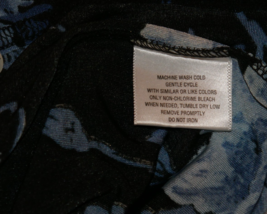 MACHINE WASH COLD
GENTLE CYCLE
WITH SIMILAR OR LIKE COLORS
ONLY NON-CHLORINE BLEACH
WHEN NEEDED, TUMBLE DRY LOW
REMOVE PROMPTLY
DO NOT IRON